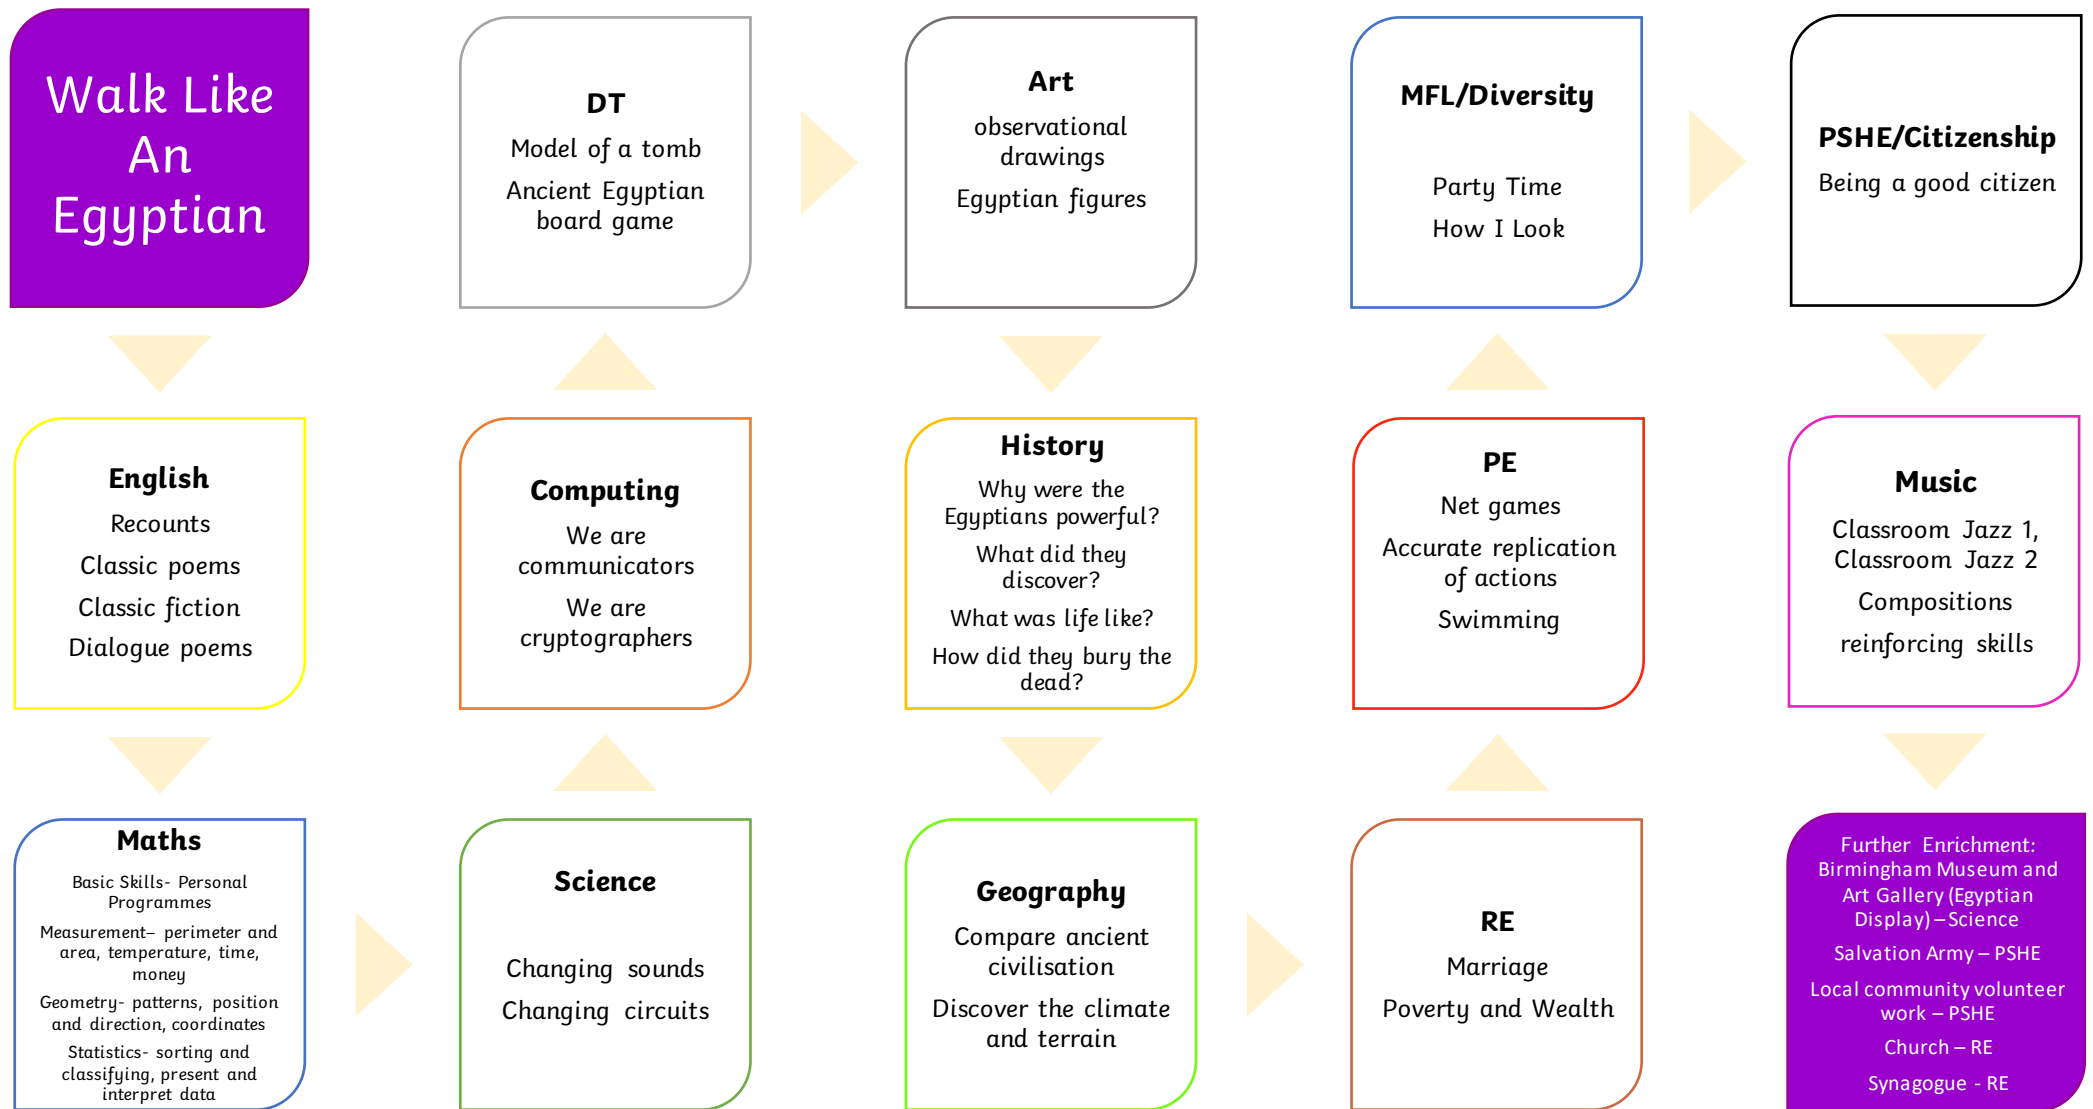 Walk Like
An
Egyptian
English
Recounts
Classic poems
Classic fiction
Dialogue poems
Maths
Basic Skills- Personal
Programmes
Measurement– perimeter and
area, temperature, time,
money
Geometry- patterns, position
and direction, coordinates
Statistics- sorting and
classifying, present and
interpret data
Science
Changing sounds
Changing circuits
Computing
We are
communicators
We are
cryptographers
DT
Model of a tomb
Ancient Egyptian
board game
Art
observational
drawings
Egyptian figures
History
Why were the
Egyptians powerful?
What did they
discover?
What was life like?
How did they bury the
dead?
Geography
Compare ancient
civilisation
Discover the climate
and terrain
RE
Marriage
Poverty and Wealth
PE
Net games
Accurate replication
of actions
Swimming
MFL/Diversity
Party Time
How I Look
PSHE/Citizenship
Being a good citizen
Music
Classroom Jazz 1,
Classroom Jazz 2
Compositions
reinforcing skills
Further Enrichment:
Birmingham Museum and
Art Gallery (Egyptian
Display) – Science
Salvation Army – PSHE
Local community volunteer
work – PSHE
Church – RE
Synagogue - RE